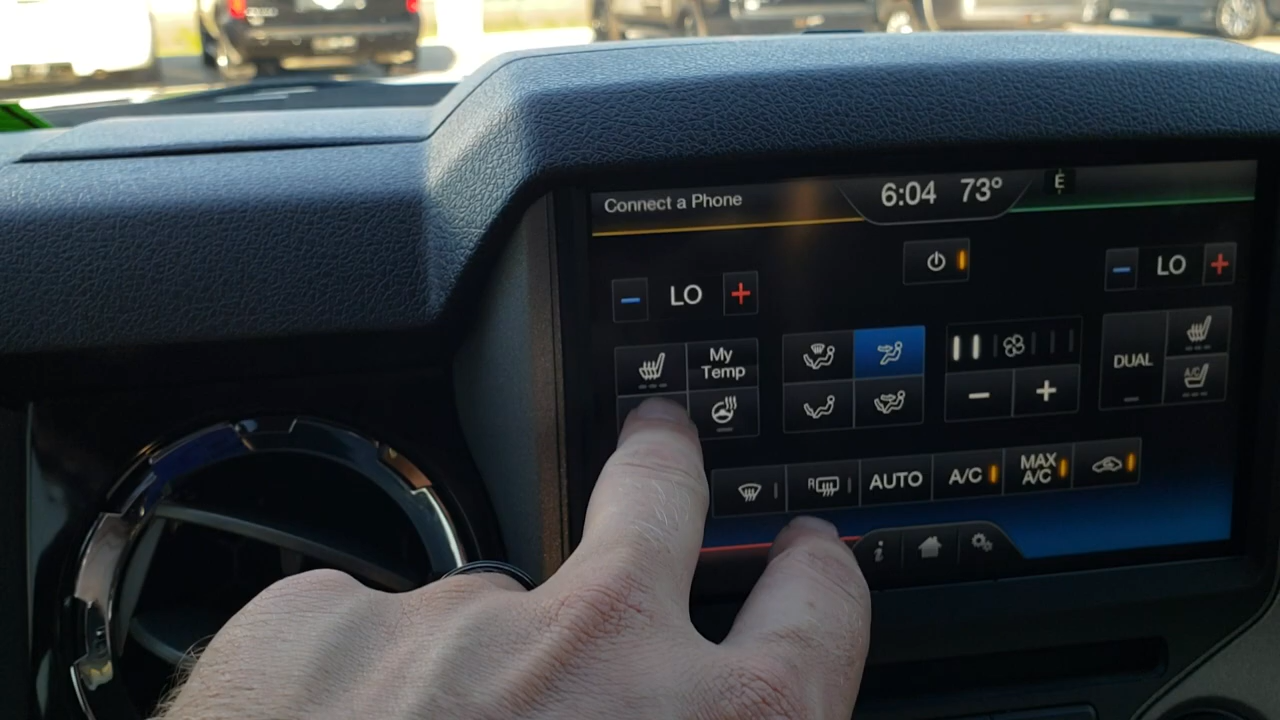 Connect a Phone
6:04 73°
E
LO
LO
My
Temp
DUAL
A/C
R
AUTO
A/C
MAX
A/C
i